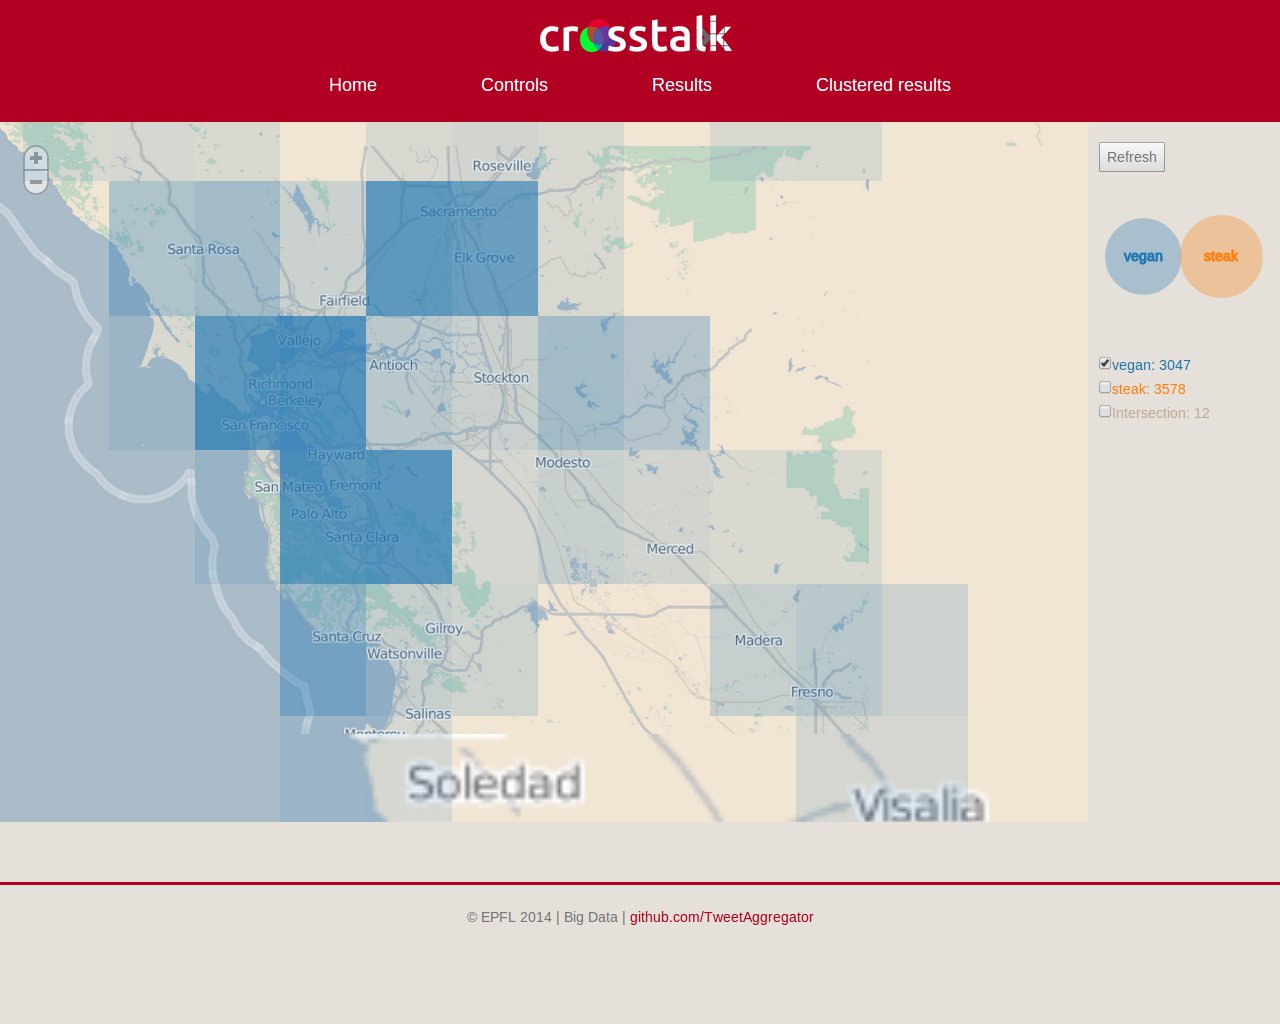 crosstalk
Home Controls Results Clustered results
Refresh
Roseville
Sacramento
Santa Rosa
Elk Grove
vegan steak
Fairfield
Vallejo
Antioch
vegan: 3047
Stockton
Richmond
steak: 3578
Berkeley
Intersection: 12
San Francisco
Hayward
Modesto
San Mateo Fremont
Palo Alto
Santa Clara
Merced
Gilroy
Santa Cruz
Madera
Watsonville
Fresno
Salinas
Monterey
Soledad
Visalia
© EPFL 2014 | Big Data | github.com/TweetAggregator